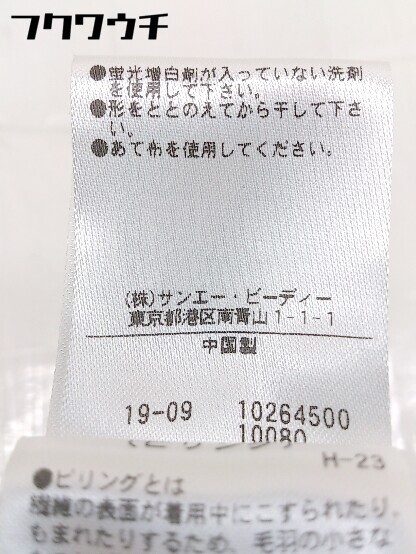 フクワウチ
●蛍光増白剤が入っていない洗剤
を使用して下さい。
●形をととのえてから干して下さ
い。
●あて布を使用してください。
(株)サンエー・ビーディー
東京都港区南青山1-1-1
中国製
19-09 10264500
10080
H-23
●ピリングとは
繊維の表面が着用中にこすられたり、
もまれたりするため、毛羽の小さな